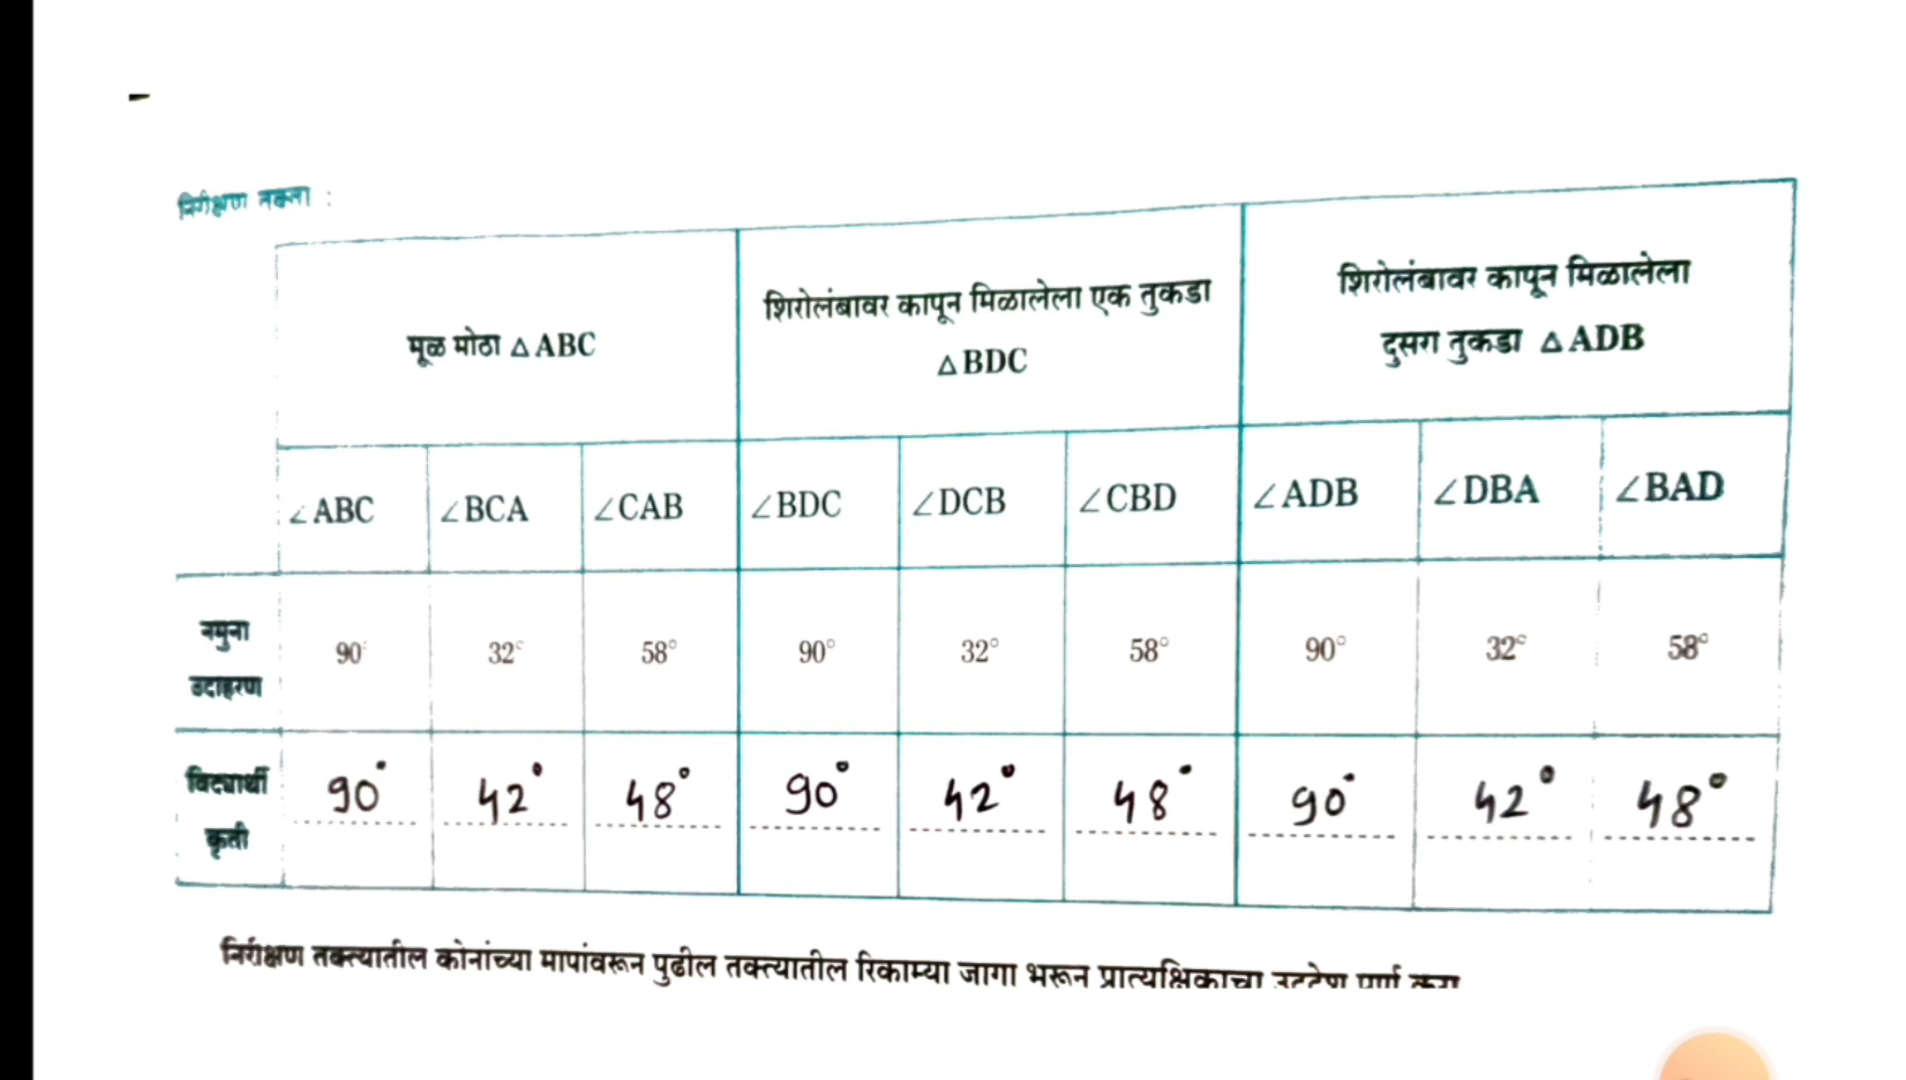 निरीक्षण तक्ता :
मूळ मोठा △ABC
शिरोलंबावर कापून मिळालेला एक तुकडा
△BDC
शिरोलंबावर कापून मिळालेला
दुसरा तुकडा △ADB
∠ABC ∠BCA ∠CAB ∠BDC ∠DCB ∠CBD ∠ADB ∠DBA ∠BAD
नमुना
उदाहरण
90° 32° 58° 90° 32° 58° 90° 32° 58°
विद्यार्थी
कृती
90° 42° 48° 90° 42° 48° 90° 42° 48°
निरीक्षण तक्त्यातील कोनांच्या मापांवरून पुढील तक्त्यातील रिकाम्या जागा भरून प्रात्यक्षिकाचा उद्देश पूर्ण करा